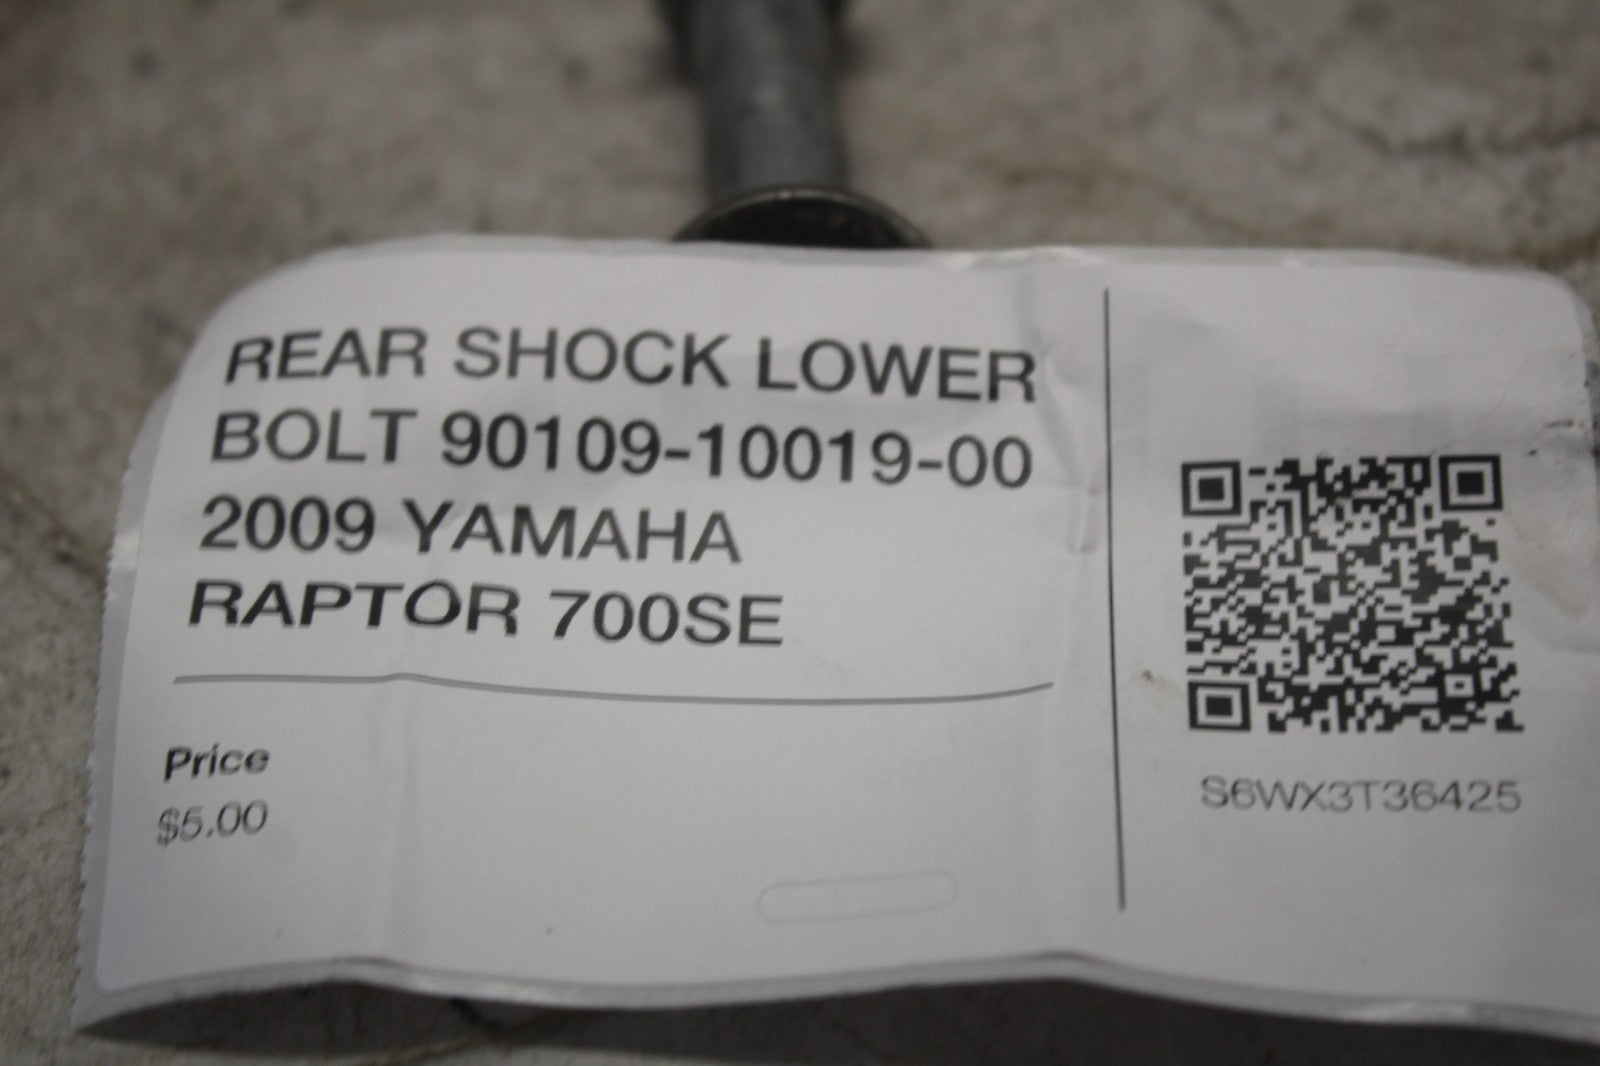 REAR SHOCK LOWER
BOLT 90109-10019-00
2009 YAMAHA
RAPTOR 700SE
Price
$5.00
S6WX3T36425